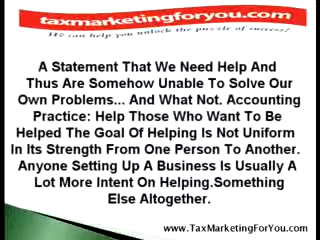 taxmarketingforyou.com
We can help you unlock the puzzle of success!
A Statement That We Need Help And
Thus Are Somehow Unable To Solve Our
Own Problems... And What Not. Accounting
Practice: Help Those Who Want To Be
Helped The Goal Of Helping Is Not Uniform
In Its Strength From One Person To Another.
Anyone Setting Up A Business Is Usually A
Lot More Intent On Helping.Something
Else Altogether.
www.TaxMarketingForYou.com